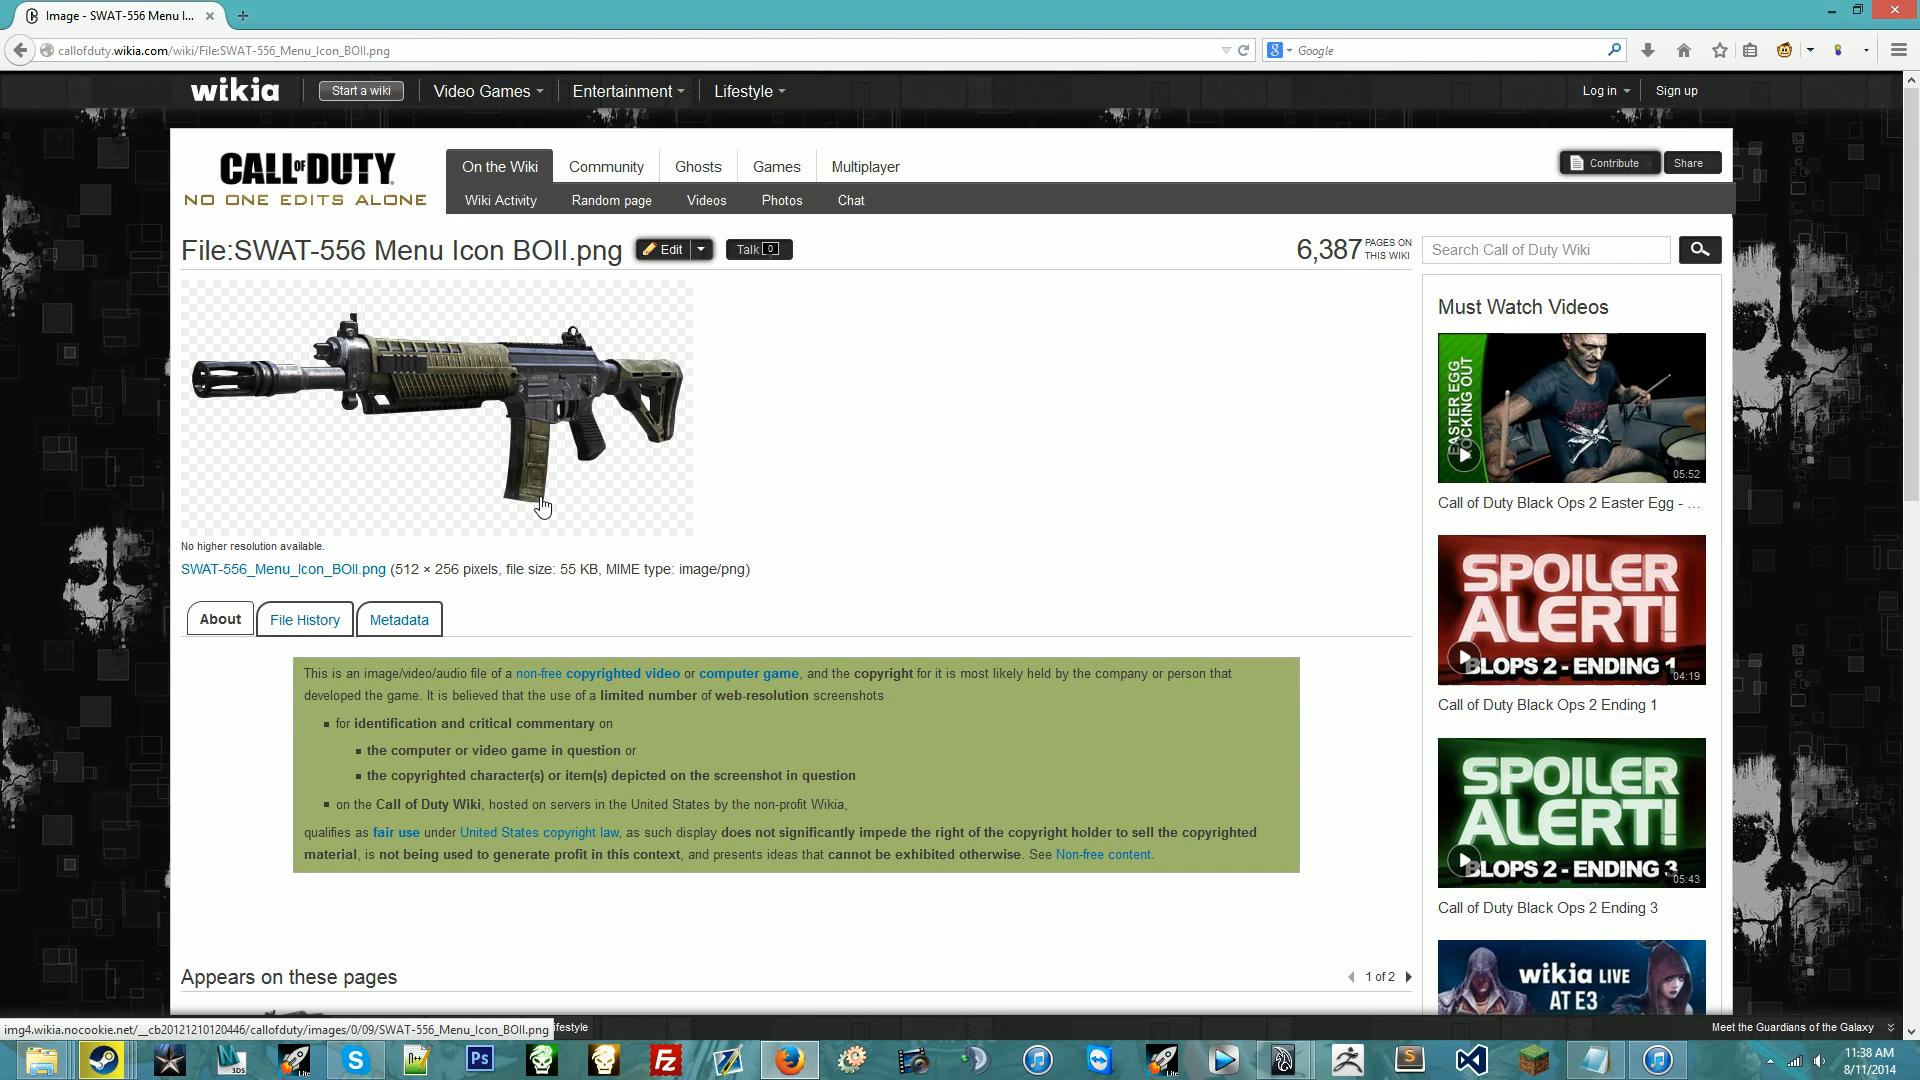 Image - SWAT-556 Menu I...
callofduty.wikia.com/wiki/File:SWAT-556_Menu_Icon_BOII.png
Google
wikia
Start a wiki
Video Games
Entertainment
Lifestyle
Log in
Sign up
CALL OF DUTY
NO ONE EDITS ALONE
On the Wiki
Community
Ghosts
Games
Multiplayer
Contribute
Share
Wiki Activity
Random page
Videos
Photos
Chat
File:SWAT-556 Menu Icon BOII.png
Edit
Talk 0
6,387 PAGES ON
THIS WIKI
Search Call of Duty Wiki
Must Watch Videos
EASTER EGG
ROCKING OUT
05:52
Call of Duty Black Ops 2 Easter Egg - ...
No higher resolution available.
SWAT-556_Menu_Icon_BOII.png (512 × 256 pixels, file size: 55 KB, MIME type: image/png)
SPOILER
ALERT!
BLOPS 2 - ENDING 1
04:19
Call of Duty Black Ops 2 Ending 1
About
File History
Metadata
This is an image/video/audio file of a non-free copyrighted video or computer game, and the copyright for it is most likely held by the company or person that
developed the game. It is believed that the use of a limited number of web-resolution screenshots
for identification and critical commentary on
the computer or video game in question or
the copyrighted character(s) or item(s) depicted on the screenshot in question
on the Call of Duty Wiki, hosted on servers in the United States by the non-profit Wikia,
qualifies as fair use under United States copyright law, as such display does not significantly impede the right of the copyright holder to sell the copyrighted
material, is not being used to generate profit in this context, and presents ideas that cannot be exhibited otherwise. See Non-free content.
SPOILER
ALERT!
BLOPS 2 - ENDING 3
05:43
Call of Duty Black Ops 2 Ending 3
Appears on these pages
1 of 2
wikia LIVE
AT E3
img4.wikia.nocookie.net/__cb20121210120446/callofduty/images/0/09/SWAT-556_Menu_Icon_BOII.png
ifestyle
Meet the Guardians of the Galaxy
3DS
Lite
Ps
Lite
11:38 AM
8/11/2014